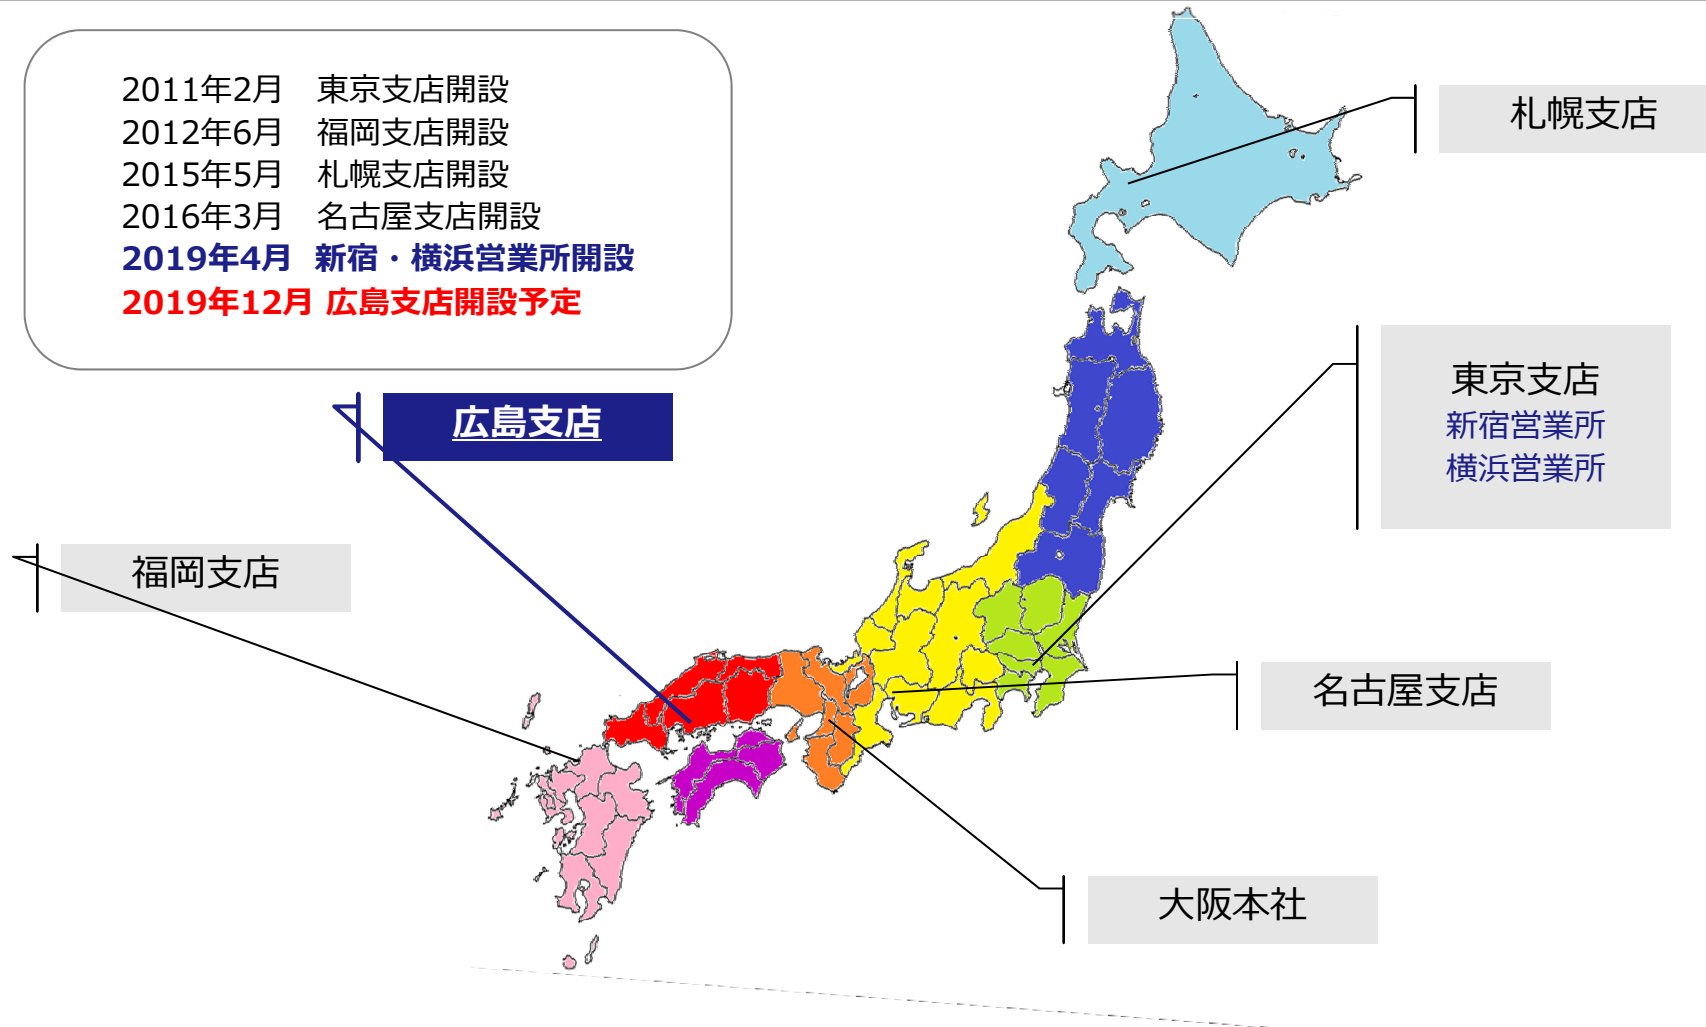 2011年2月　東京支店開設
2012年6月　福岡支店開設
2015年5月　札幌支店開設
2016年3月　名古屋支店開設
2019年4月 新宿・横浜営業所開設
2019年12月 広島支店開設予定
札幌支店
東京支店
新宿営業所
横浜営業所
広島支店
福岡支店
名古屋支店
大阪本社